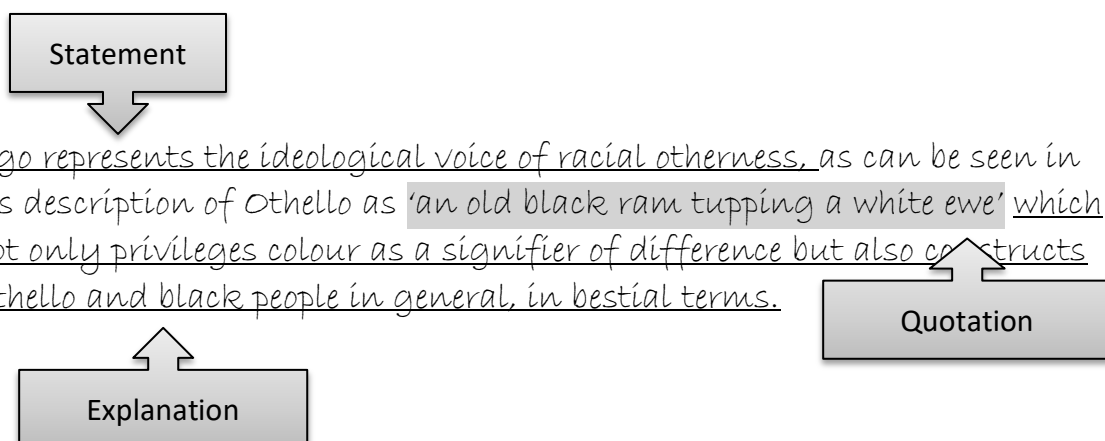 Statement
go represents the ideological voice of racial otherness, as can be seen in
s description of Othello as 'an old black ram tupping a white ewe' which
ot only privileges colour as a signifier of difference but also
thello and black people in general, in bestial terms.
Quotation
Explanation